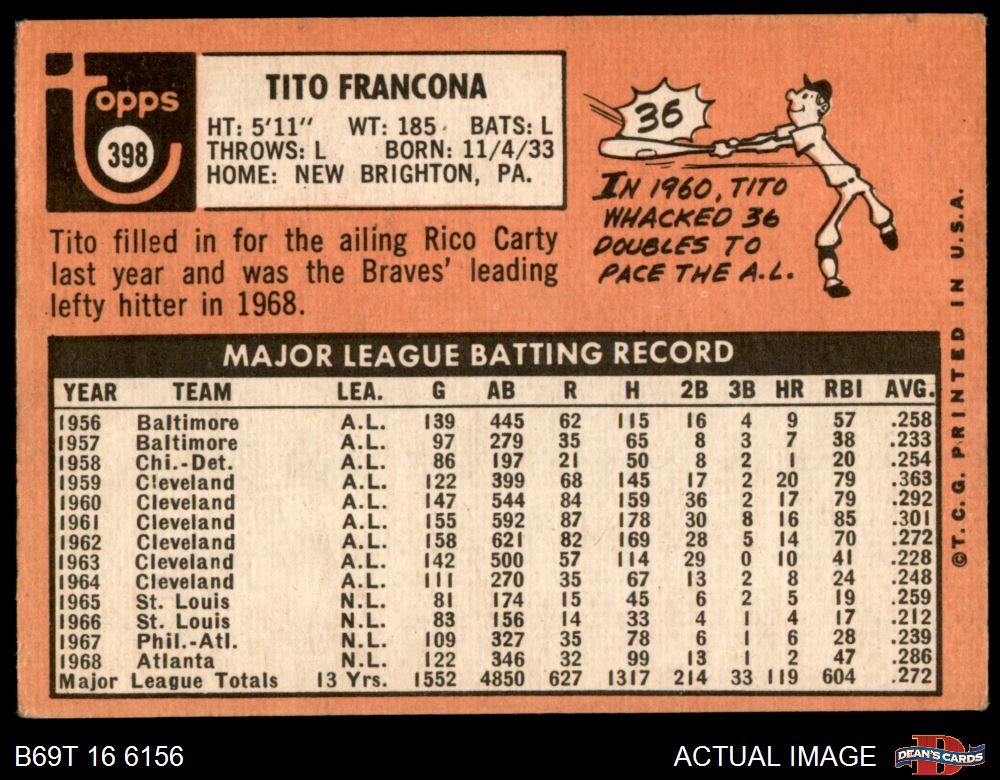 Topps
398
TITO FRANCONA
HT: 5'11" WT: 185 BATS: L
THROWS: L BORN: 11/4/33
HOME: NEW BRIGHTON, PA.
36
IN 1960, TITO
WHACKED 36
DOUBLES TO
PACE THE A.L.
Tito filled in for the ailing Rico Carty
last year and was the Braves' leading
lefty hitter in 1968.
MAJOR LEAGUE BATTING RECORD
YEAR TEAM LEA. G AB R H 2B 3B HR RBI AVG.
1956 Baltimore A.L. 139 445 62 115 16 4 9 57 .258
1957 Baltimore A.L. 97 279 35 65 8 3 7 38 .233
1958 Chi.-Det. A.L. 86 197 21 50 8 2 1 20 .254
1959 Cleveland A.L. 122 399 68 145 17 2 20 79 .363
1960 Cleveland A.L. 147 544 84 159 36 2 17 79 .292
1961 Cleveland A.L. 155 592 87 178 30 8 16 85 .301
1962 Cleveland A.L. 158 621 82 169 28 5 14 70 .272
1963 Cleveland A.L. 142 500 57 114 29 0 10 41 .228
1964 Cleveland A.L. 111 270 35 67 13 2 8 24 .248
1965 St. Louis N.L. 81 174 15 45 6 2 5 19 .259
1966 St. Louis N.L. 83 156 14 33 4 1 4 17 .212
1967 Phil.-Atl. N.L. 109 327 35 78 6 1 6 28 .239
1968 Atlanta N.L. 122 346 32 99 13 1 2 47 .286
Major League Totals 13 Yrs. 1552 4850 627 1317 214 33 119 604 .272
©T.C.G. PRINTED IN U.S.A.
B69T 16 6156
ACTUAL IMAGE
D
DEAN'S CARDS